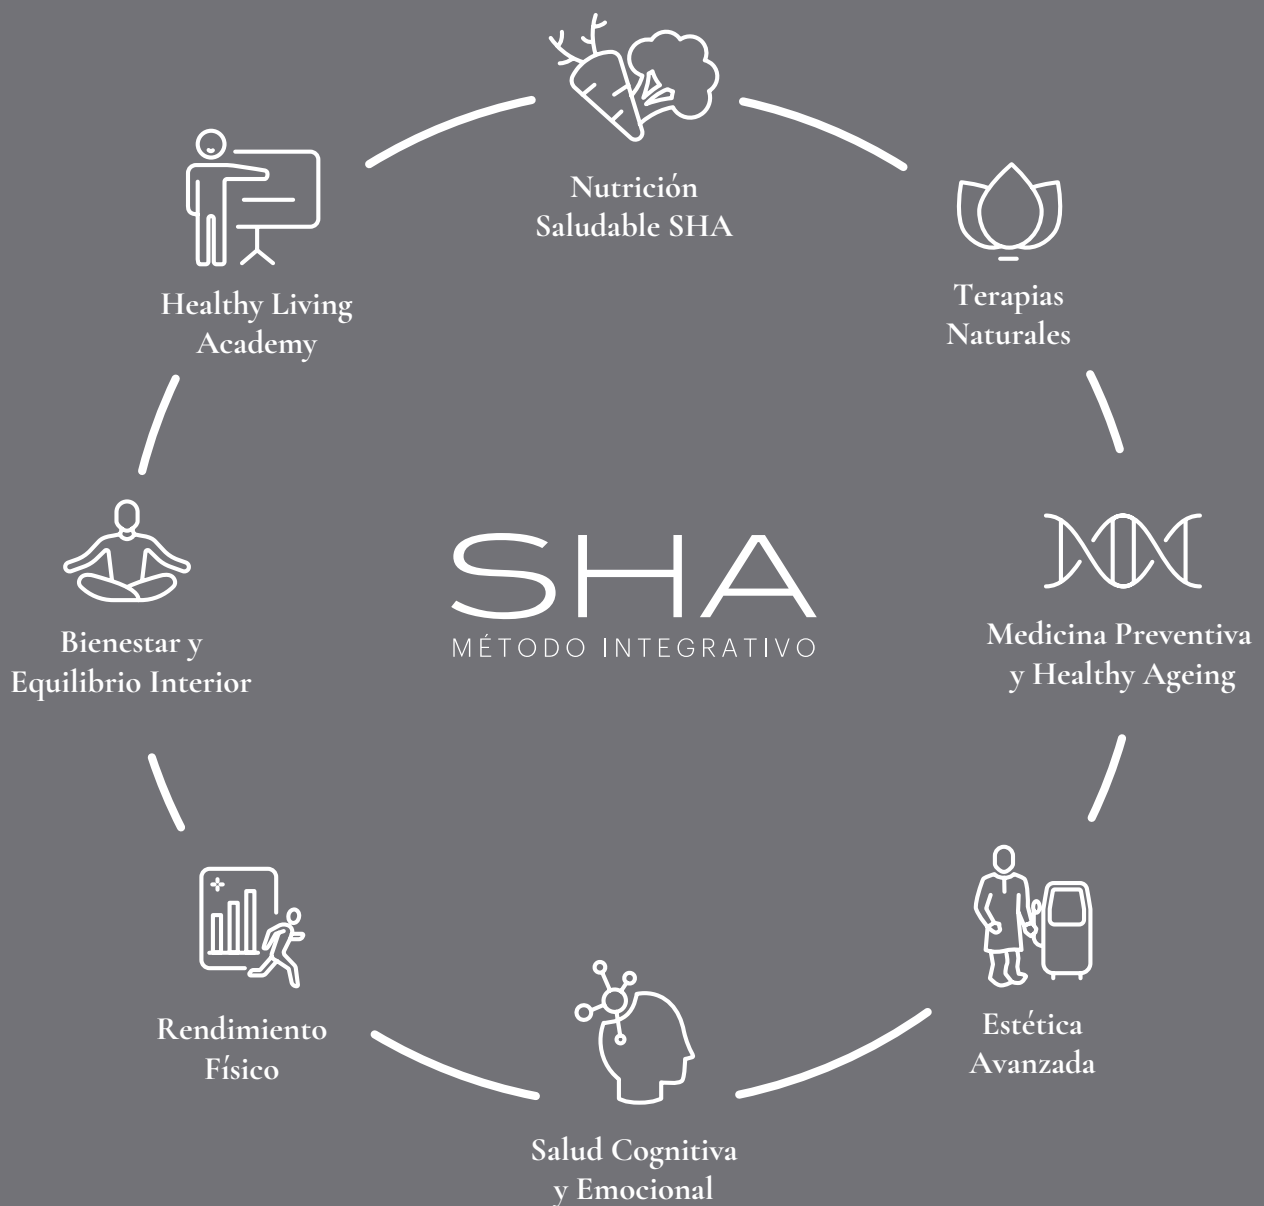 Nutrición
Saludable SHA
Terapias
Naturales
Medicina Preventiva
y Healthy Ageing
Estética
Avanzada
Salud Cognitiva
y Emocional
Rendimiento
Físico
Bienestar y
Equilibrio Interior
Healthy Living
Academy
SHA
MÉTODO INTEGRATIVO